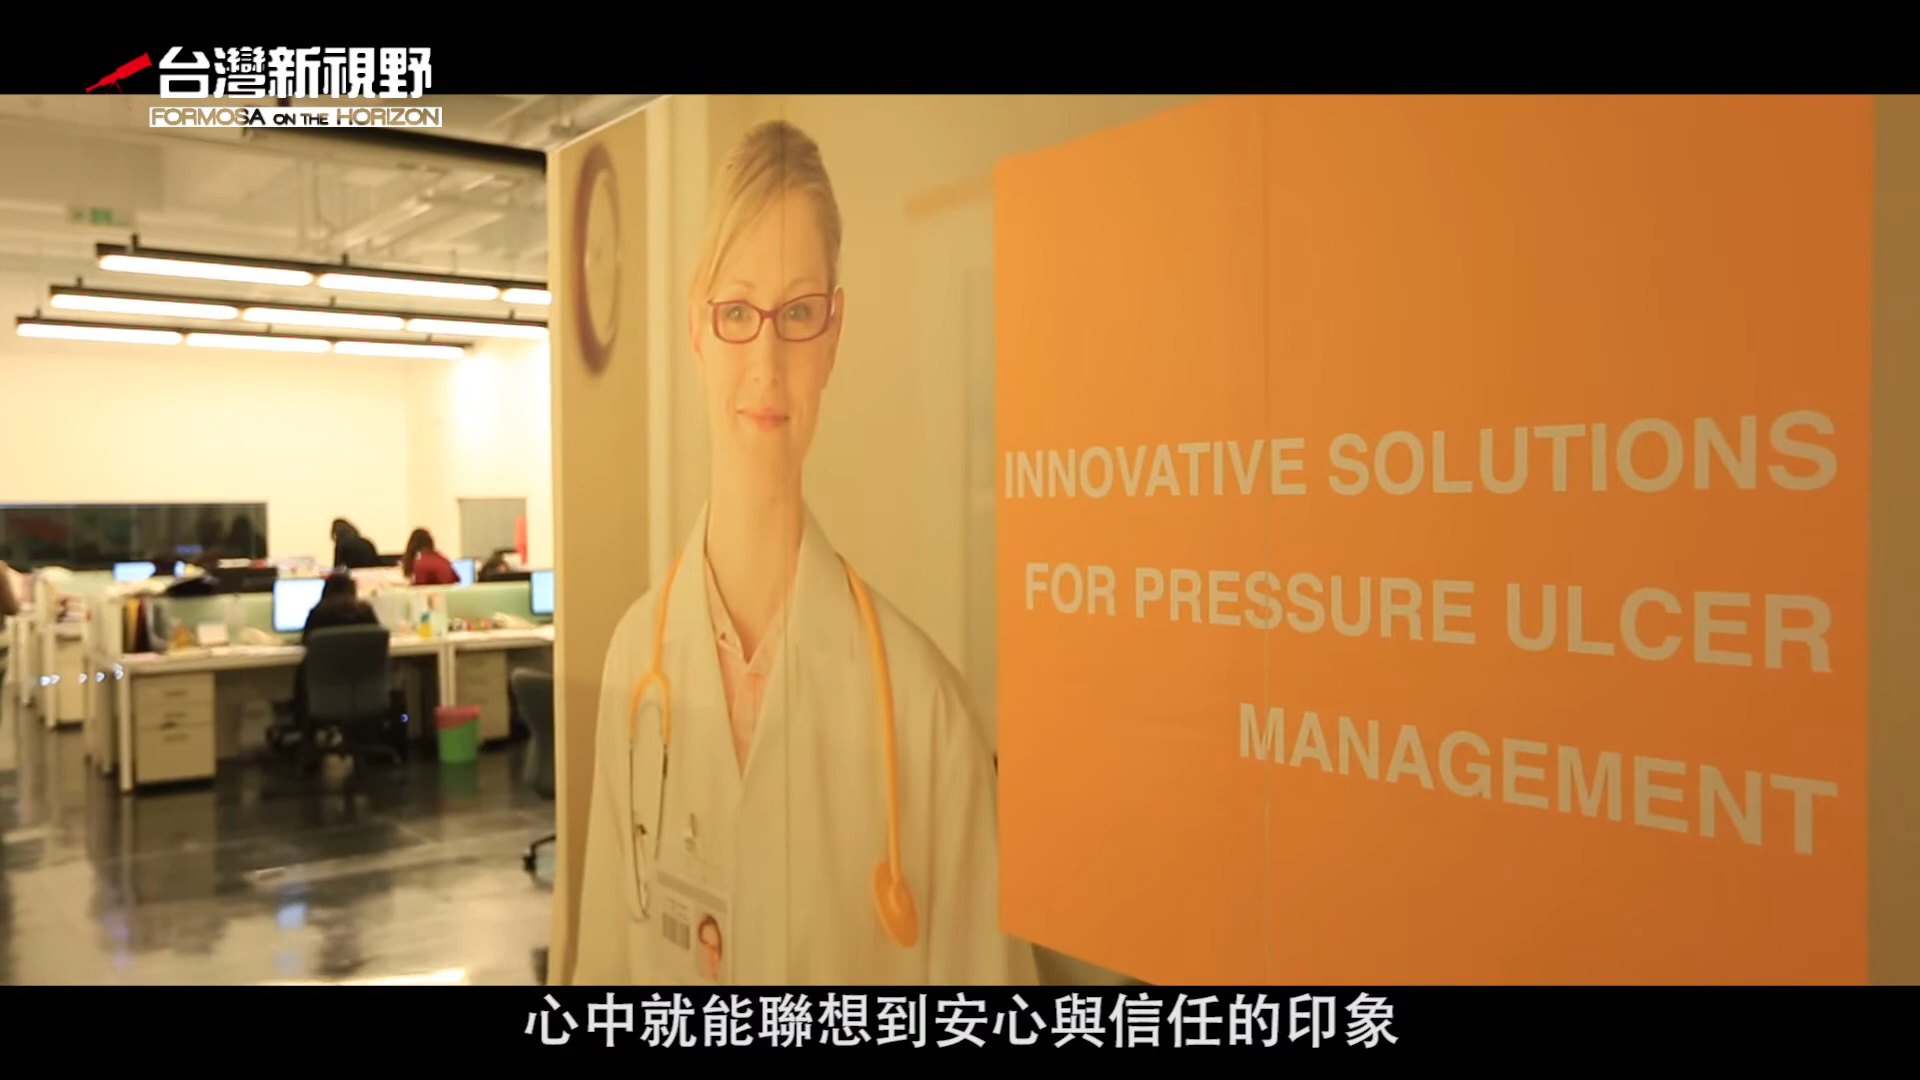 台灣新視野
FORMOSA ON THE HORIZON
INNOVATIVE SOLUTIONS
FOR PRESSURE ULCER
MANAGEMENT
心中就能聯想到安心與信任的印象